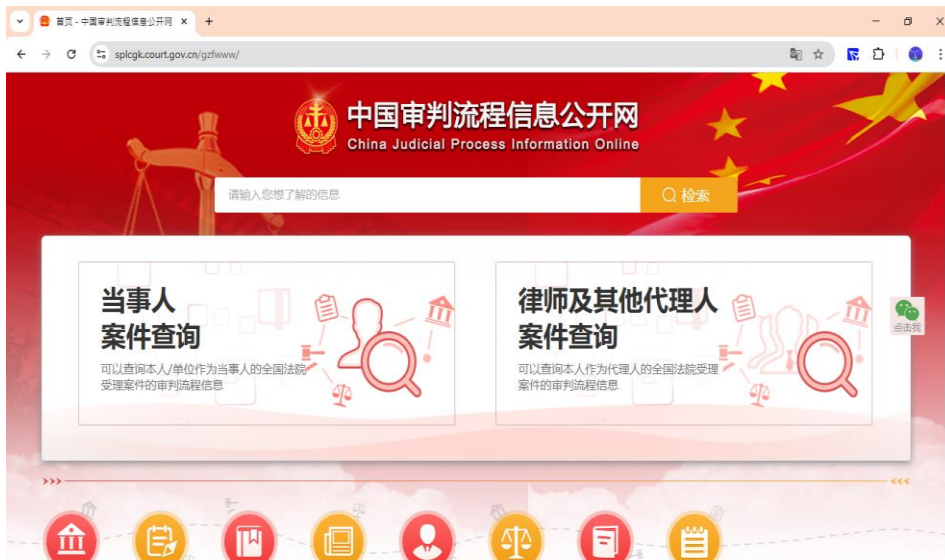 首页 - 中国审判流程信息公开网
splcgk.court.gov.cn/gzfwww/
中国审判流程信息公开网
China Judicial Process Information Online
请输入您想了解的信息
检索
当事人
案件查询
可以查询本人/单位作为当事人的全国法院
受理案件的审判流程信息
律师及其他代理人
案件查询
可以查询本人作为代理人的全国法院受理
案件的审判流程信息
点击我